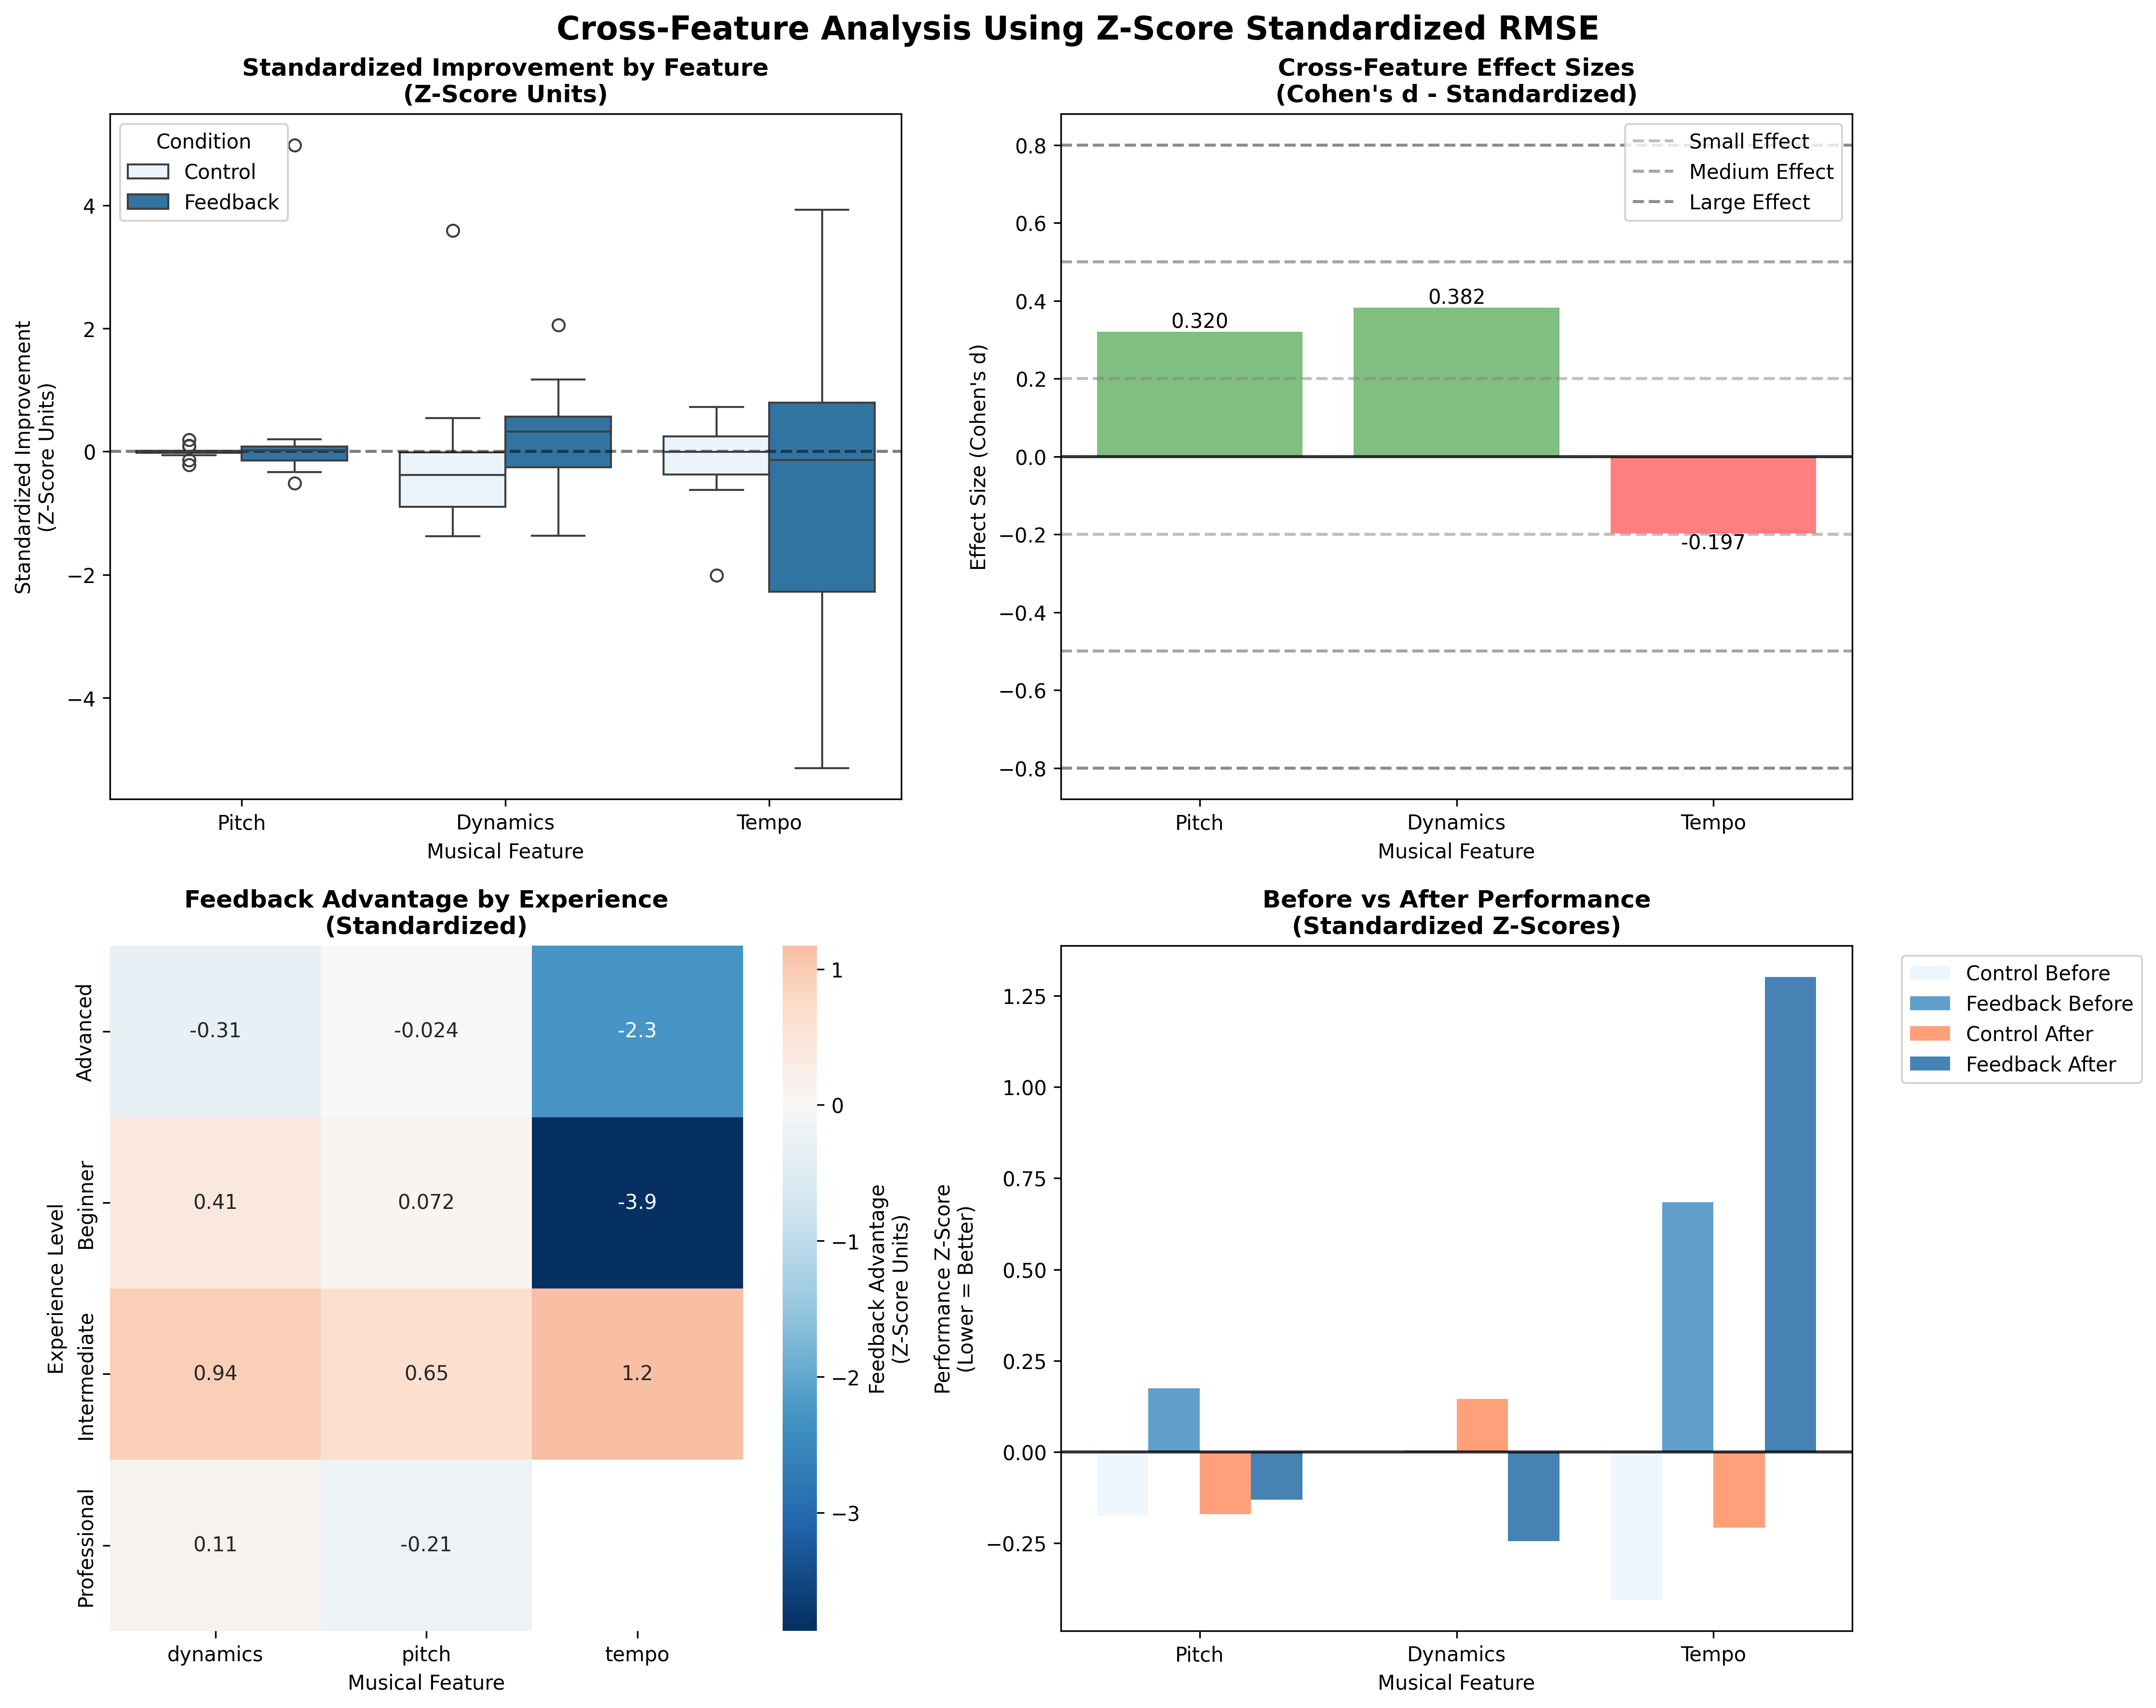 Cross-Feature Analysis Using Z-Score Standardized RMSE
Standardized Improvement by Feature
(Z-Score Units)
Condition
Control
Feedback
Standardized Improvement
(Z-Score Units)
4
2
0
−2
−4
Pitch
Dynamics
Tempo
Musical Feature
Cross-Feature Effect Sizes
(Cohen's d - Standardized)
Small Effect
Medium Effect
Large Effect
Effect Size (Cohen's d)
0.8
0.6
0.4
0.2
0.0
−0.2
−0.4
−0.6
−0.8
0.320
0.382
-0.197
Pitch
Dynamics
Tempo
Musical Feature
Feedback Advantage by Experience
(Standardized)
Experience Level
Advanced
Beginner
Intermediate
Professional
-0.31
-0.024
-2.3
0.41
0.072
-3.9
0.94
0.65
1.2
0.11
-0.21
dynamics
pitch
tempo
Musical Feature
1
0
−1
−2
−3
Feedback Advantage
(Z-Score Units)
Before vs After Performance
(Standardized Z-Scores)
Performance Z-Score
(Lower = Better)
1.25
1.00
0.75
0.50
0.25
0.00
−0.25
Pitch
Dynamics
Tempo
Musical Feature
Control Before
Feedback Before
Control After
Feedback After